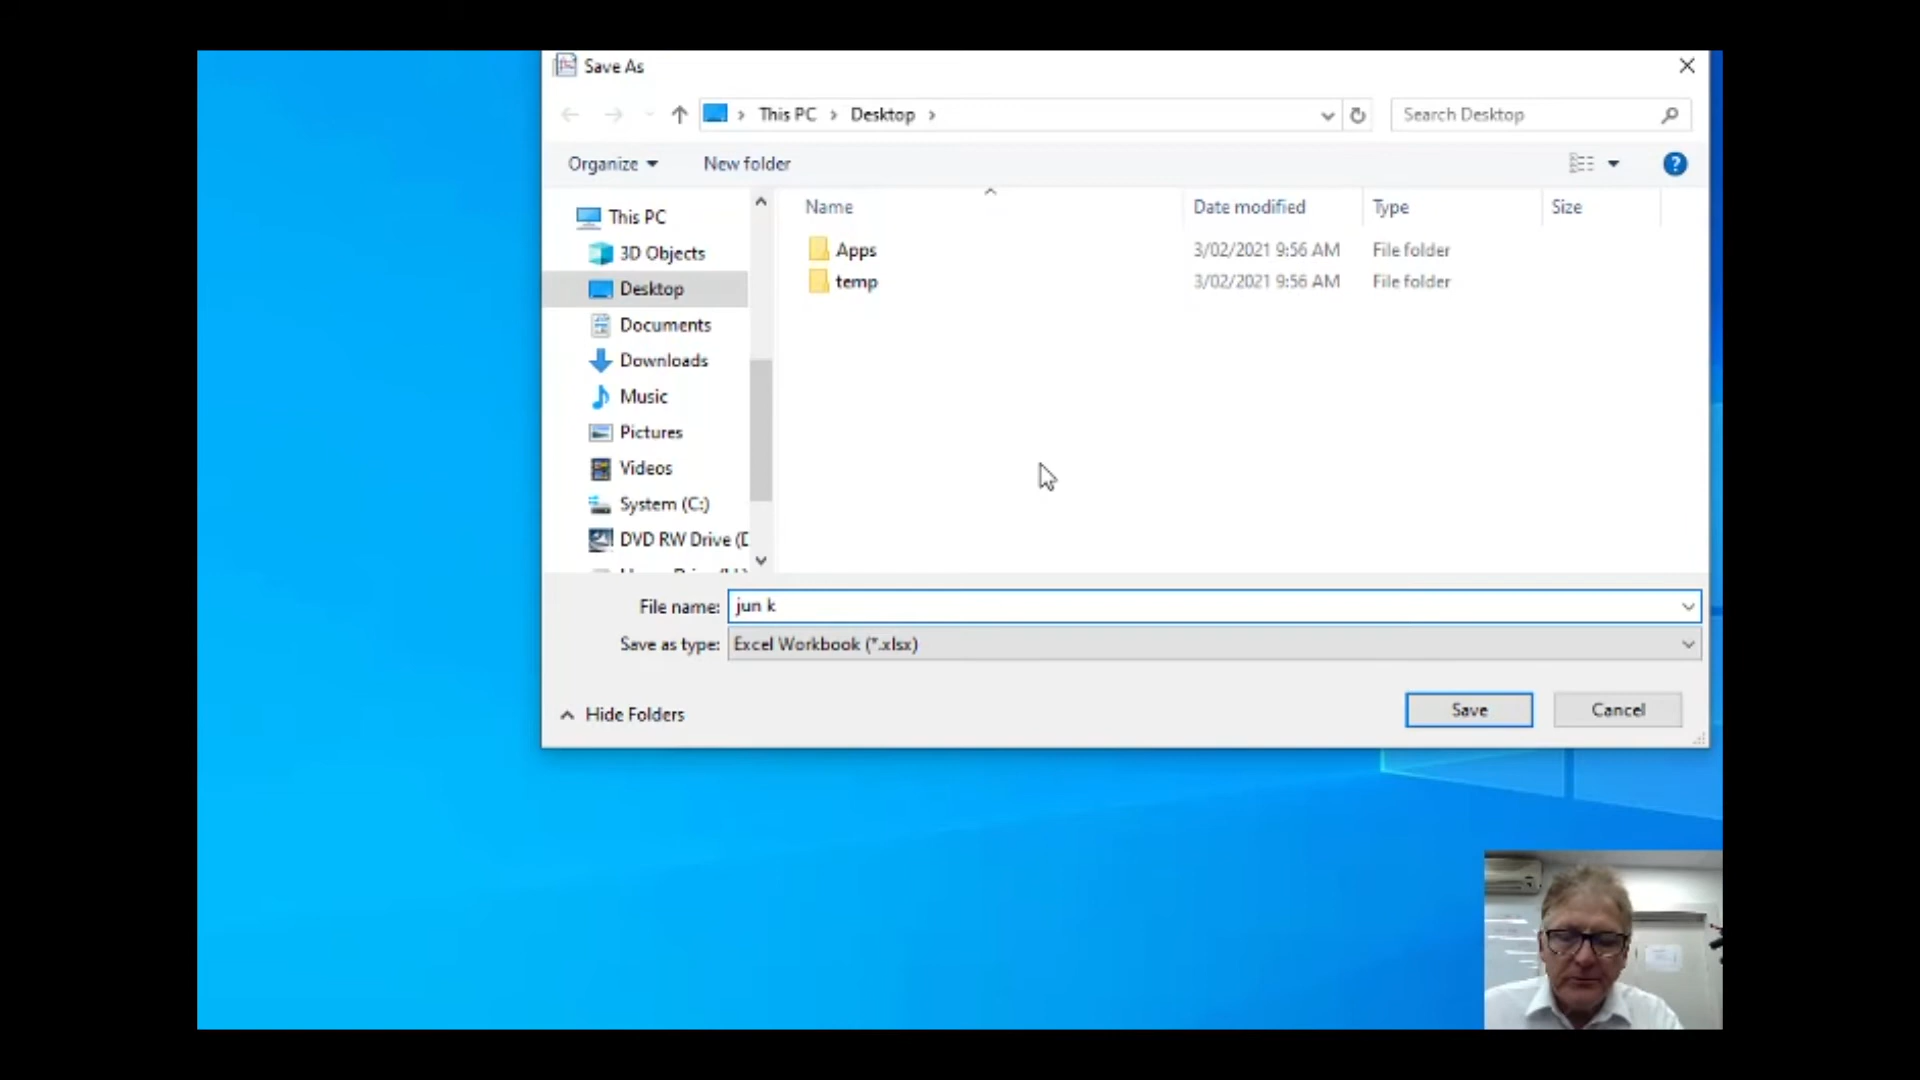 Save As
This PC > Desktop >
Search Desktop
Organize
New folder
This PC
3D Objects
Desktop
Documents
Downloads
Music
Pictures
Videos
System (C:)
DVD RW Drive (D
Name
Date modified
Type
Size
Apps 3/02/2021 9:56 AM File folder
temp 3/02/2021 9:56 AM File folder
File name: jun k
Save as type: Excel Workbook (*.xlsx)
Hide Folders
Save
Cancel